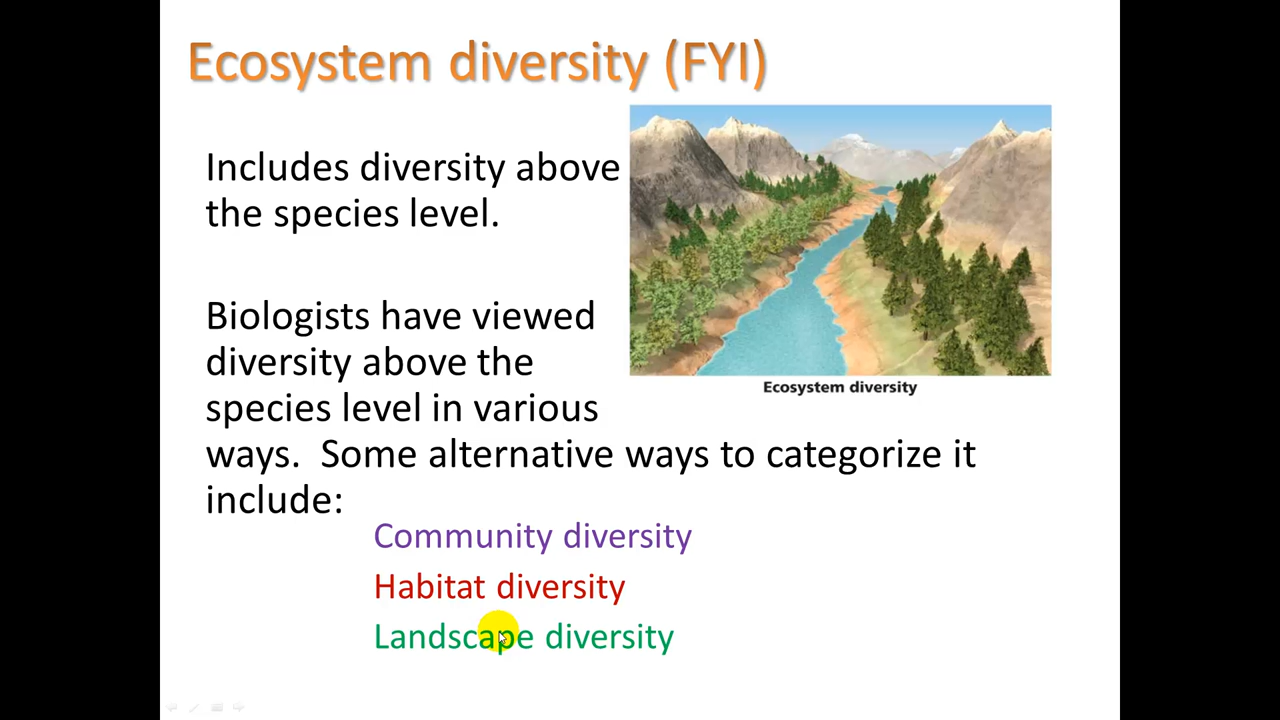 Ecosystem diversity (FYI)
Includes diversity above
the species level.
Biologists have viewed
diversity above the
species level in various
ways.  Some alternative ways to categorize it
include:
Ecosystem diversity
Community diversity
Habitat diversity
Landscape diversity